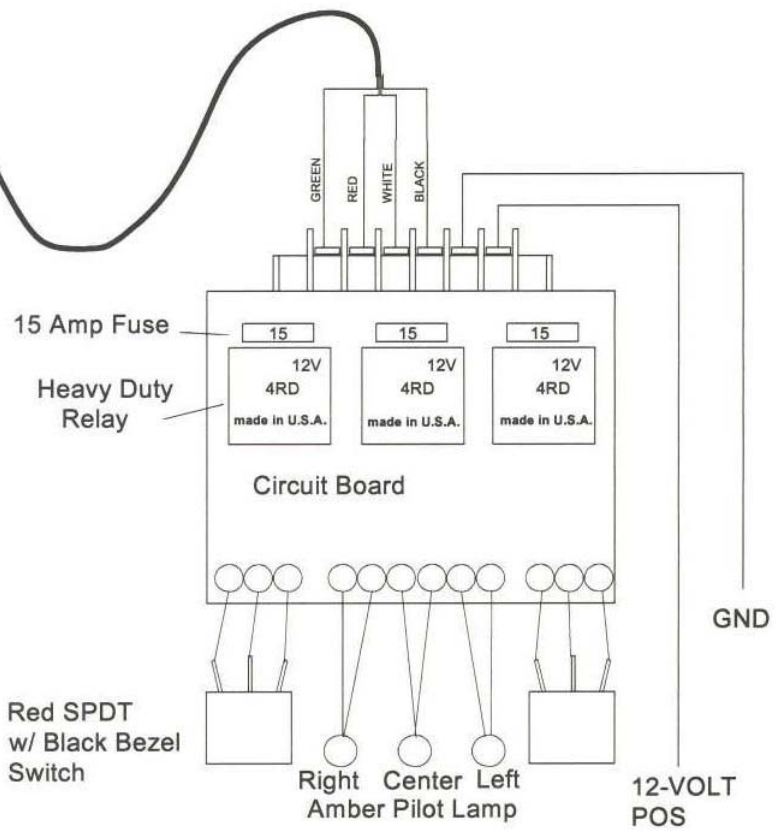 GREEN
RED
WHITE
BLACK
15 Amp Fuse
15
15
15
Heavy Duty
Relay
12V
4RD
made in U.S.A.
12V
4RD
made in U.S.A.
12V
4RD
made in U.S.A.
Circuit Board
GND
Red SPDT
w/ Black Bezel
Switch
Right Center Left
Amber Pilot Lamp
12-VOLT
POS